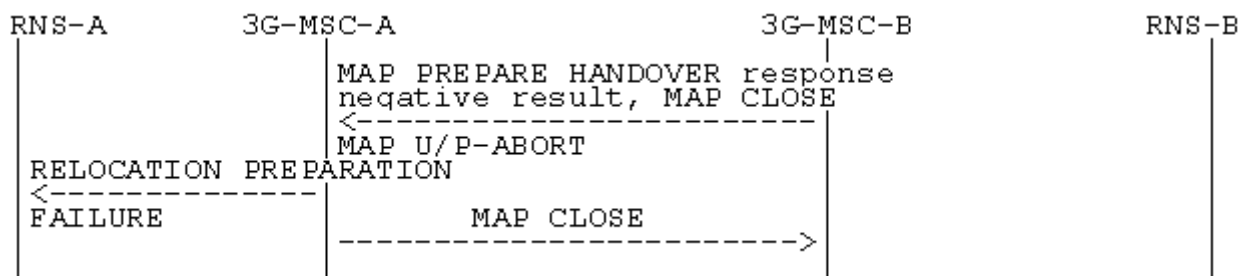 RNS-A 3G-MSC-A 3G-MSC-B RNS-B
MAP PREPARE HANDOVER response
negative result, MAP CLOSE
MAP U/P-ABORT
RELOCATION PREPARATION
FAILURE MAP CLOSE